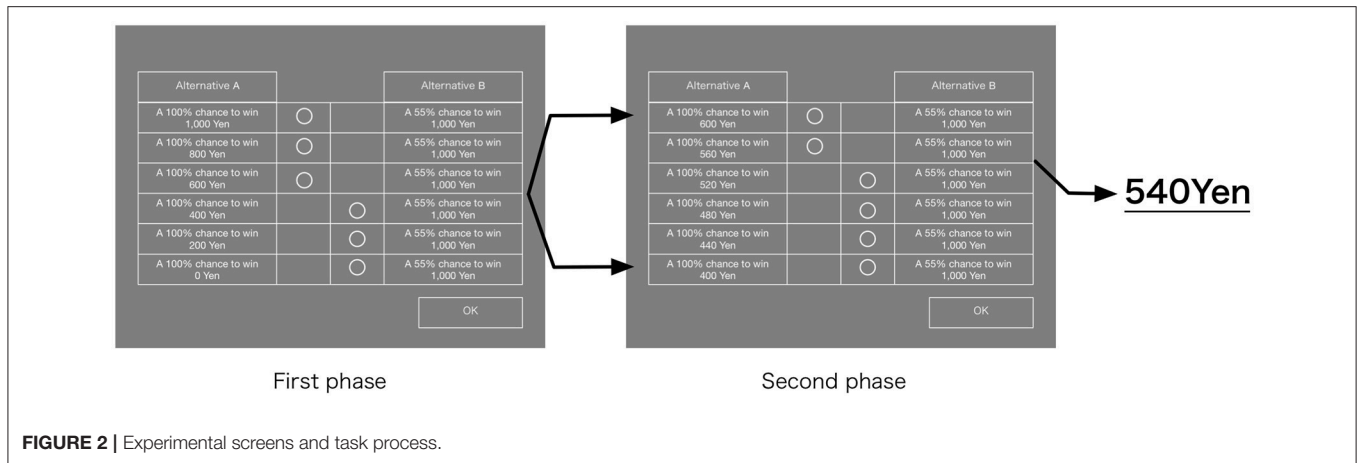 Alternative A
Alternative B
A 100% chance to win
1,000 Yen
A 55% chance to win
1,000 Yen
A 100% chance to win
800 Yen
A 55% chance to win
1,000 Yen
A 100% chance to win
600 Yen
A 55% chance to win
1,000 Yen
A 100% chance to win
400 Yen
A 55% chance to win
1,000 Yen
A 100% chance to win
200 Yen
A 55% chance to win
1,000 Yen
A 100% chance to win
0 Yen
A 55% chance to win
1,000 Yen
OK
First phase
Alternative A
Alternative B
A 100% chance to win
600 Yen
A 55% chance to win
1,000 Yen
A 100% chance to win
560 Yen
A 55% chance to win
1,000 Yen
A 100% chance to win
520 Yen
A 55% chance to win
1,000 Yen
A 100% chance to win
480 Yen
A 55% chance to win
1,000 Yen
A 100% chance to win
440 Yen
A 55% chance to win
1,000 Yen
A 100% chance to win
400 Yen
A 55% chance to win
1,000 Yen
OK
Second phase
540Yen
FIGURE 2 | Experimental screens and task process.